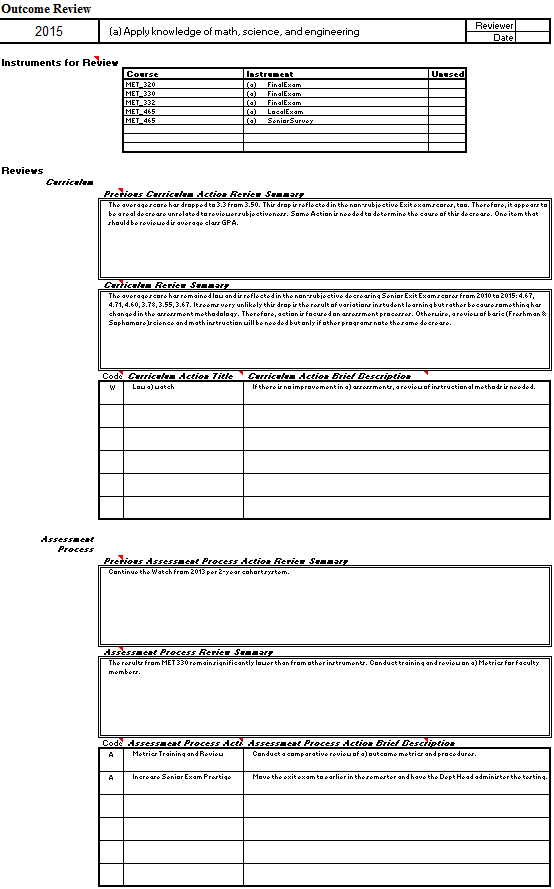 Outcome Review
2015 (a) Apply knowledge of math, science, and engineering Reviewer
Date
Instruments for Review
Course Instrument Unused
MET_320 (a) FinalExam
MET_330 (a) FinalExam
MET_332 (a) FinalExam
MET_465 (a) LocalExam
MET_465 (a) SeniorSurvey
Reviews
Curriculum
Previous Curriculum Action Review Summary
The average score has dropped to 3.3 from 3.50. This drop is reflected in the non-subjective Exit exam scores, too. Therefore, it appears to
be a real decrease unrelated to reviewer subjectiveness. Some Action is needed to determine the cause of this decrease. One item that
should be reviewed is average class GPA.
Curriculum Review Summary
The average score has remained low and is reflected in the non-subjective decreasing Senior Exit Exam scores from 2010 to 2015: 4.67,
4.71, 4.60, 3.78, 3.55, 3.67. It seems very unlikely this drop is the result of variations in student learning but rather because something has
changed in the assessment methodology. Therefore, action is focused on assessment processes. Otherwise, a review of basic (Freshman &
Sophomore) science and math instruction will be needed but only if other programs note the same decrease.
Code Curriculum Action Title Curriculum Action Brief Description
W Low a) watch If there is no improvement in a) assessments, a review of instructional methods is needed.
Assessment
Process
Previous Assessment Process Action Review Summary
Continue the Watch from 2013 per 2-year cohort system.
Assessment Process Review Summary
The results from MET 330 remain significantly lower than from other instruments. Conduct training and review on a) Metrics for faculty
members.
Code Assessment Process Acti Assessment Process Action Brief Description
A Metrics Training and Review Conduct a comparative review of a) outcome metrics and procedures.
A Increase Senior Exam Prestige Move the exit exam to earlier in the semester and have the Dept Head administer the testing.